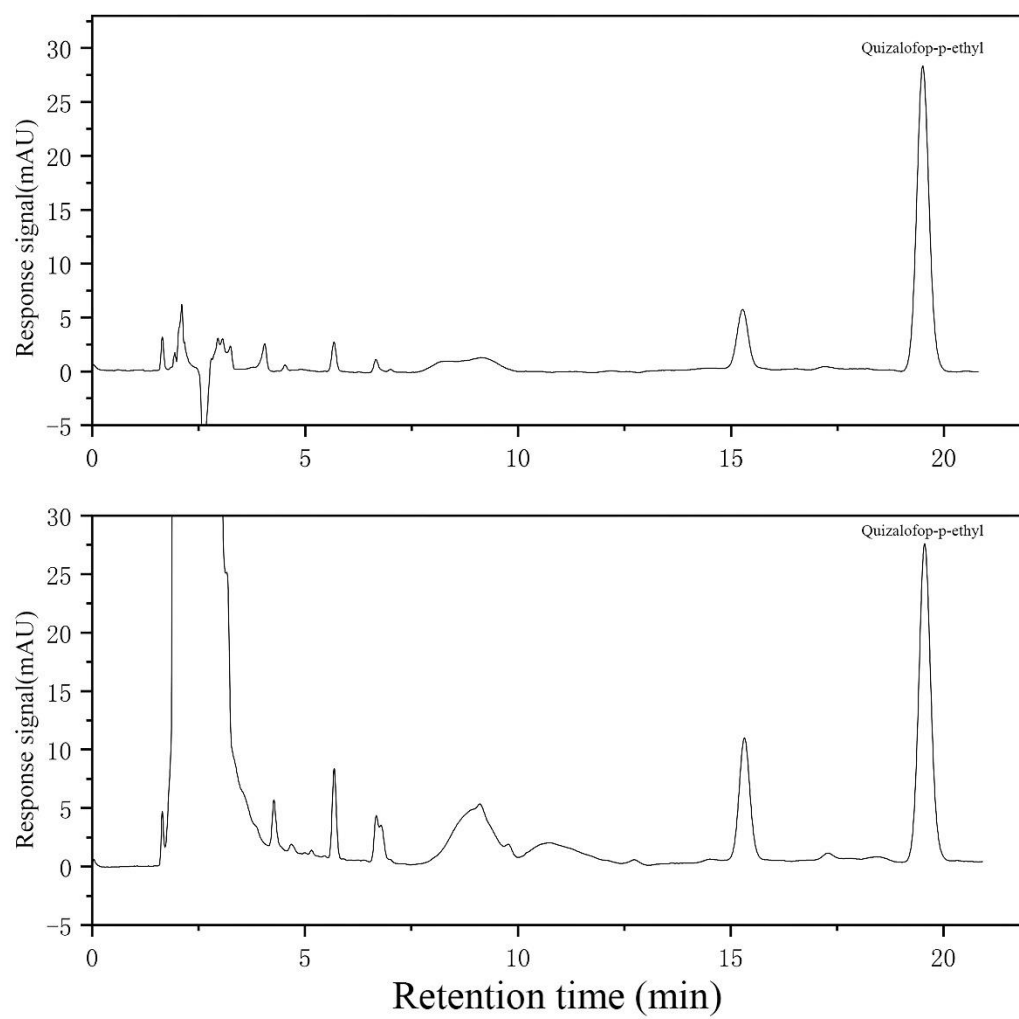 Quizalofop-p-ethyl
30
25
20
15
10
5
0
−5
Response signal(mAU)
0 5 10 15 20
Quizalofop-p-ethyl
30
25
20
15
10
5
0
−5
Response signal(mAU)
0 5 10 15 20
Retention time (min)